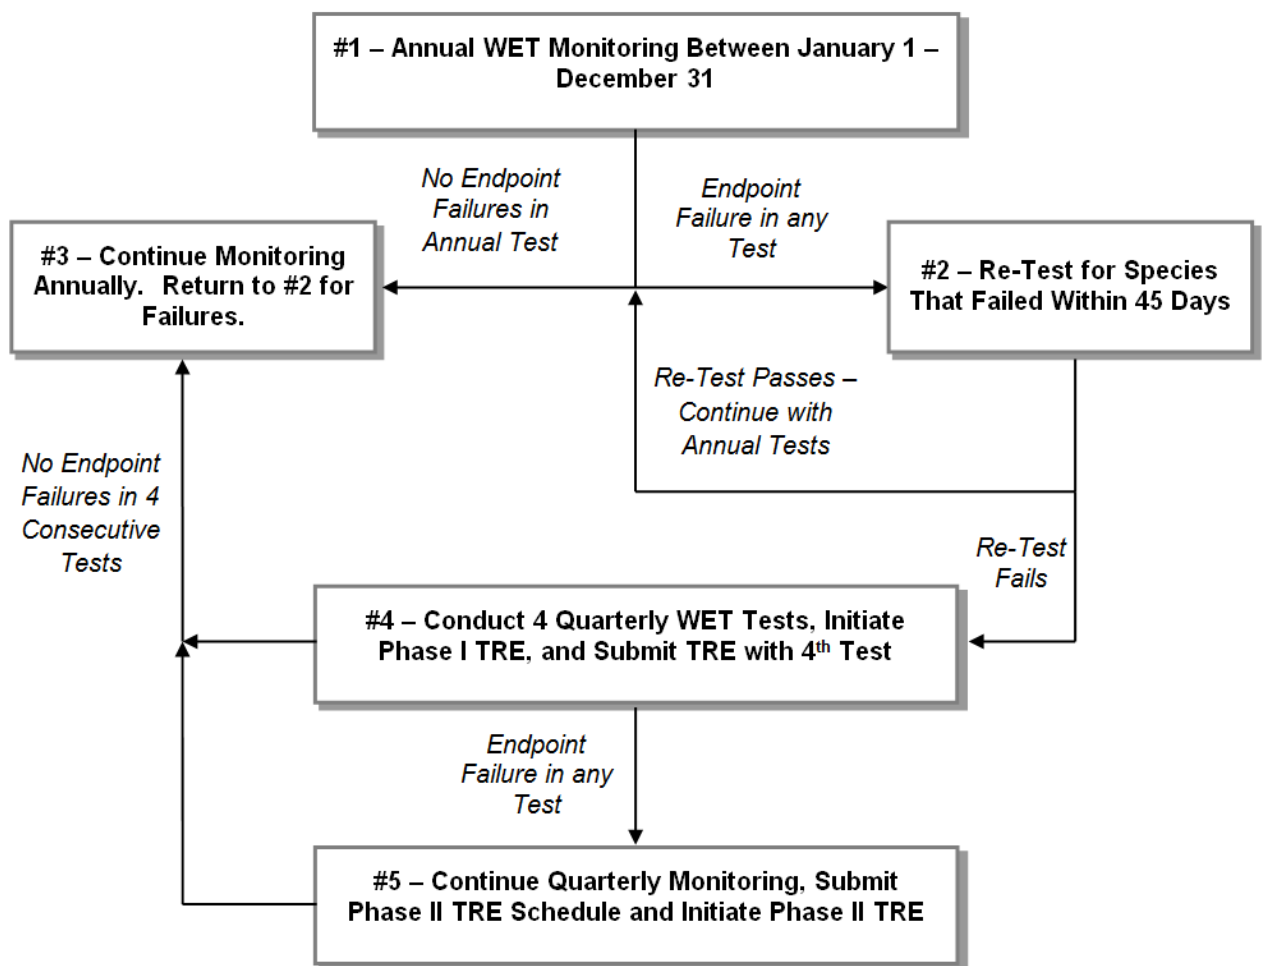 #1 – Annual WET Monitoring Between January 1 –
December 31
No Endpoint
Failures in
Annual Test
Endpoint
Failure in any
Test
#3 – Continue Monitoring
Annually. Return to #2 for
Failures.
#2 – Re-Test for Species
That Failed Within 45 Days
Re-Test Passes –
Continue with
Annual Tests
No Endpoint
Failures in 4
Consecutive
Tests
Re-Test
Fails
#4 – Conduct 4 Quarterly WET Tests, Initiate
Phase I TRE, and Submit TRE with 4th Test
Endpoint
Failure in any
Test
#5 – Continue Quarterly Monitoring, Submit
Phase II TRE Schedule and Initiate Phase II TRE